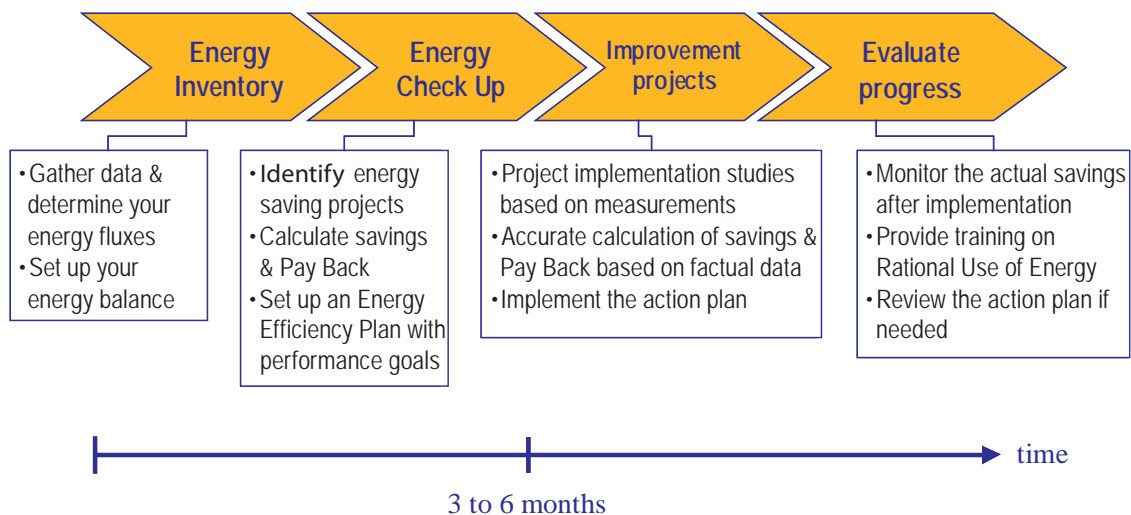 Energy
Inventory
Energy
Check Up
Improvement
projects
Evaluate
progress
• Gather data &
determine your
energy fluxes
• Set up your
energy balance
• Identify energy
saving projects
• Calculate savings
& Pay Back
• Set up an Energy
Efficiency Plan with
performance goals
• Project implementation studies
based on measurements
• Accurate calculation of savings &
Pay Back based on factual data
• Implement the action plan
• Monitor the actual savings
after implementation
• Provide training on
Rational Use of Energy
• Review the action plan if
needed
time
3 to 6 months